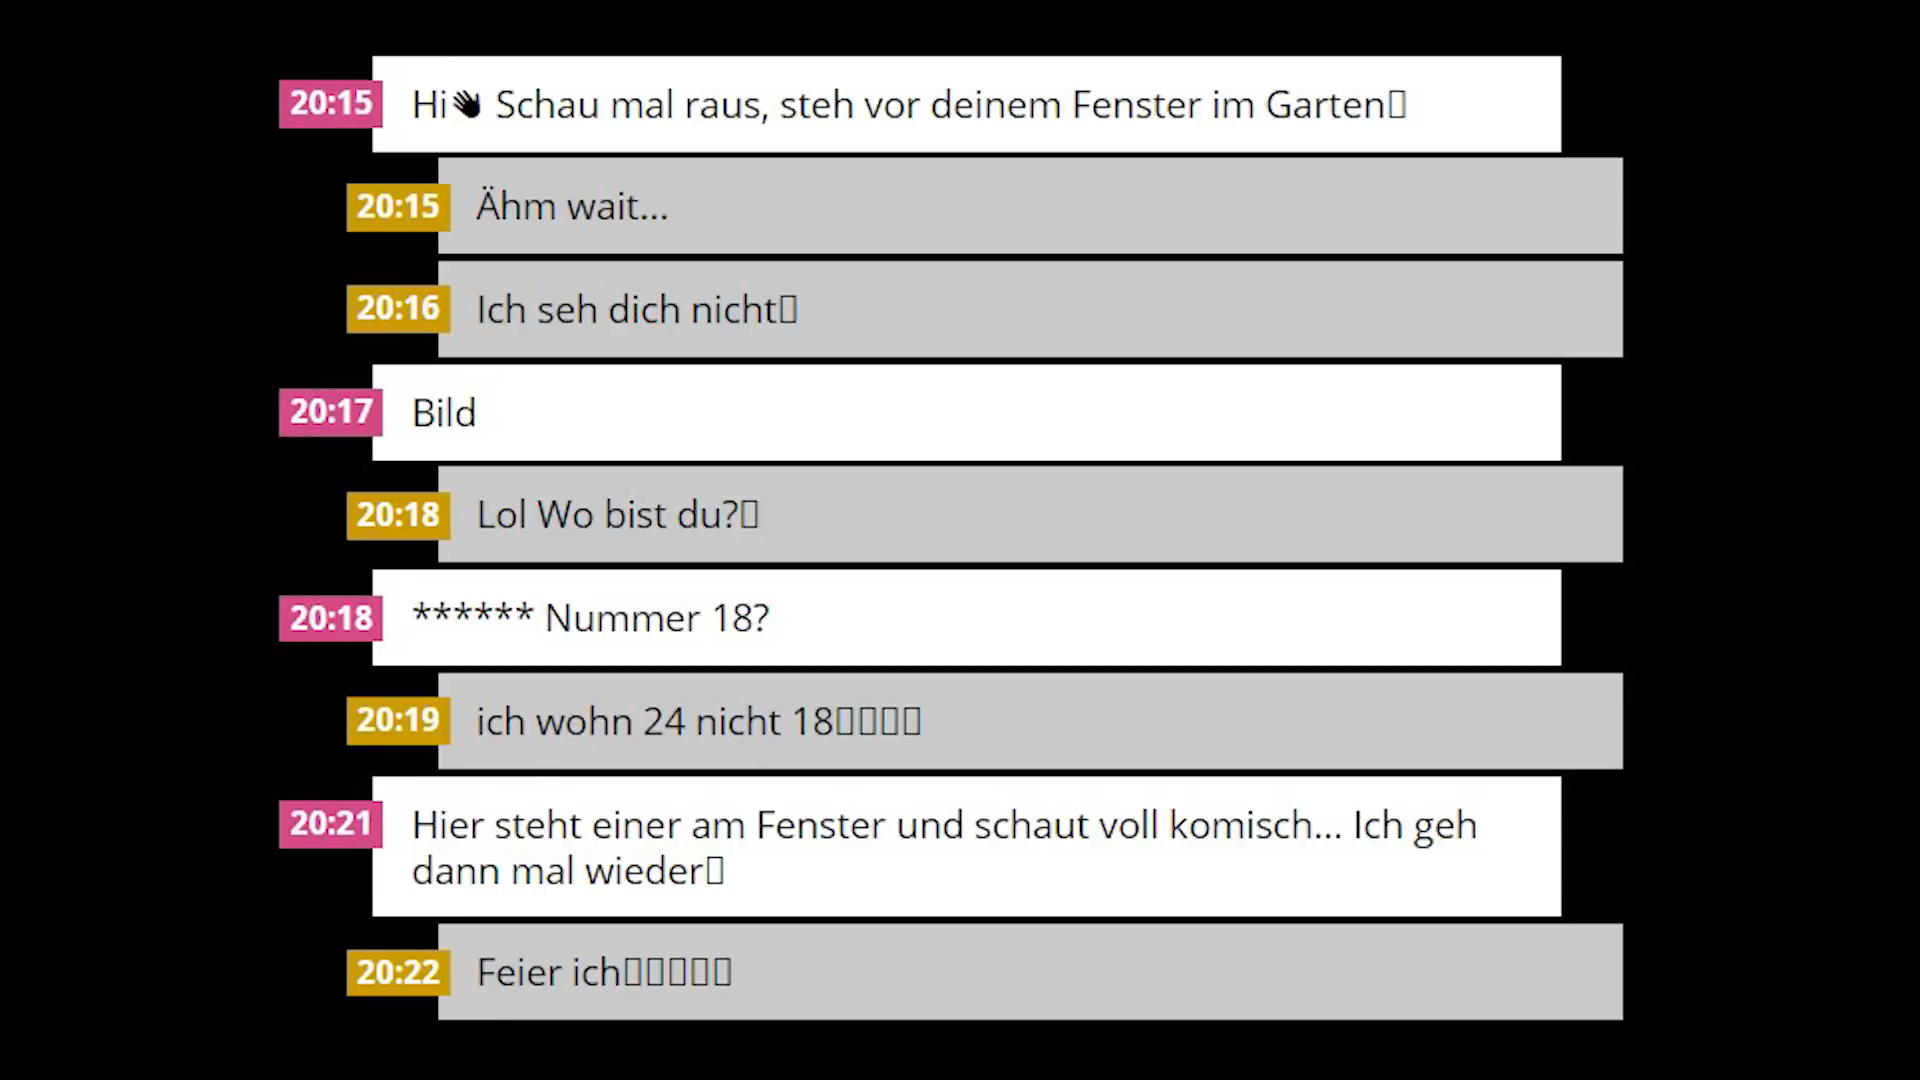 20:15 Hi👋 Schau mal raus, steh vor deinem Fenster im Garten▯
20:15 Ähm wait...
20:16 Ich seh dich nicht▯
20:17 Bild
20:18 Lol Wo bist du?▯
20:18 ****** Nummer 18?
20:19 ich wohn 24 nicht 18▯▯▯▯
20:21 Hier steht einer am Fenster und schaut voll komisch... Ich geh
dann mal wieder▯
20:22 Feier ich▯▯▯▯▯